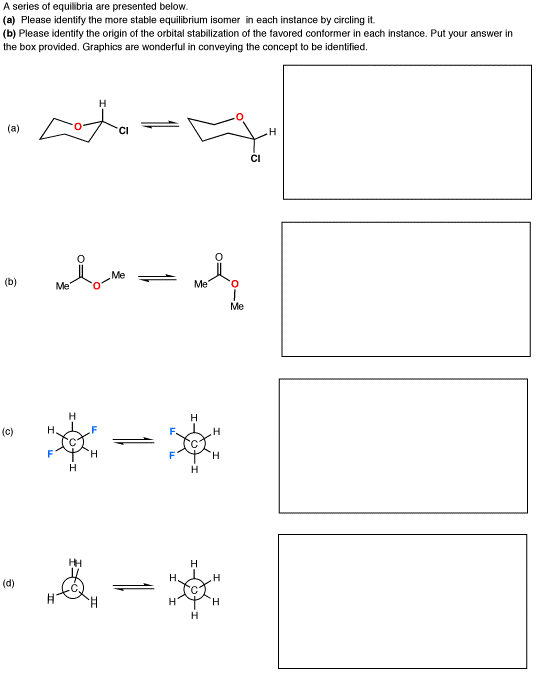 A series of equilibria are presented below.
(a) Please identify the more stable equilibrium isomer in each instance by circling it.
(b) Please identify the origin of the orbital stabilization of the favored conformer in each instance. Put your answer in
the box provided. Graphics are wonderful in conveying the concept to be identified.
(a)
H
O
Cl
O
H
Cl
(b)
O
Me
O
Me
O
Me
O
Me
(c)
H
H
F
C
F
H
H
H
F
H
C
F
H
H
(d)
H
H
C
H
H
H
H
H
H
H
C
H
H
H